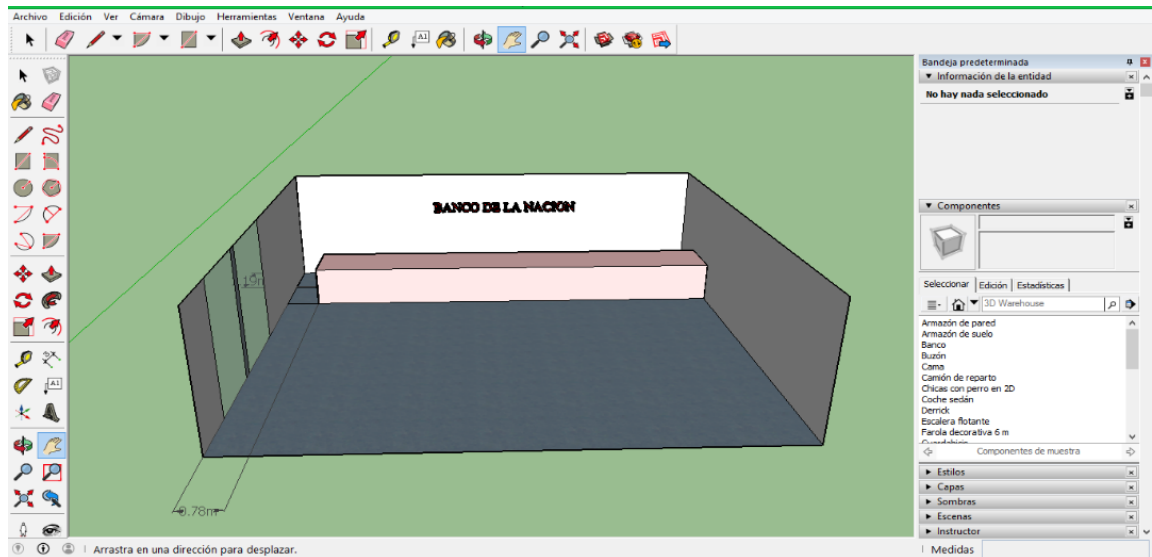 Archivo Edición Ver Cámara Dibujo Herramientas Ventana Ayuda
A1
Bandeja predeterminada
Información de la entidad
No hay nada seleccionado
BANCO DE LA NACION
19m
0.78m
A1
Componentes
Seleccionar Edición Estadísticas
3D Warehouse
Armazón de pared
Armazón de suelo
Banco
Buzón
Cama
Camión de reparto
Chicas con perro en 2D
Coche sedán
Derrick
Escalera flotante
Farola decorativa 6 m
Componentes de muestra
Estilos
Capas
Sombras
Escenas
Instructor
Arrastra en una dirección para desplazar.
Medidas